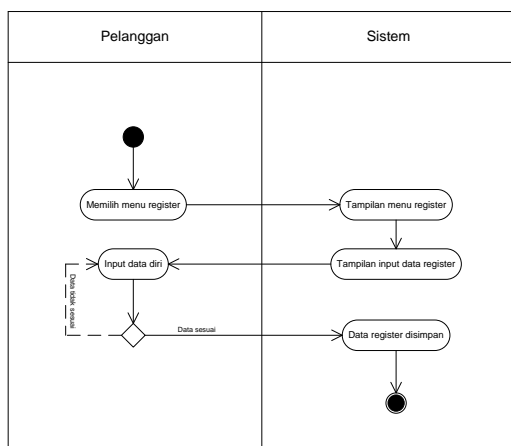 Pelanggan
Sistem
Memilih menu register
Tampilan menu register
Input data diri
Tampilan input data register
Data tidak sesuai
Data sesuai
Data register disimpan